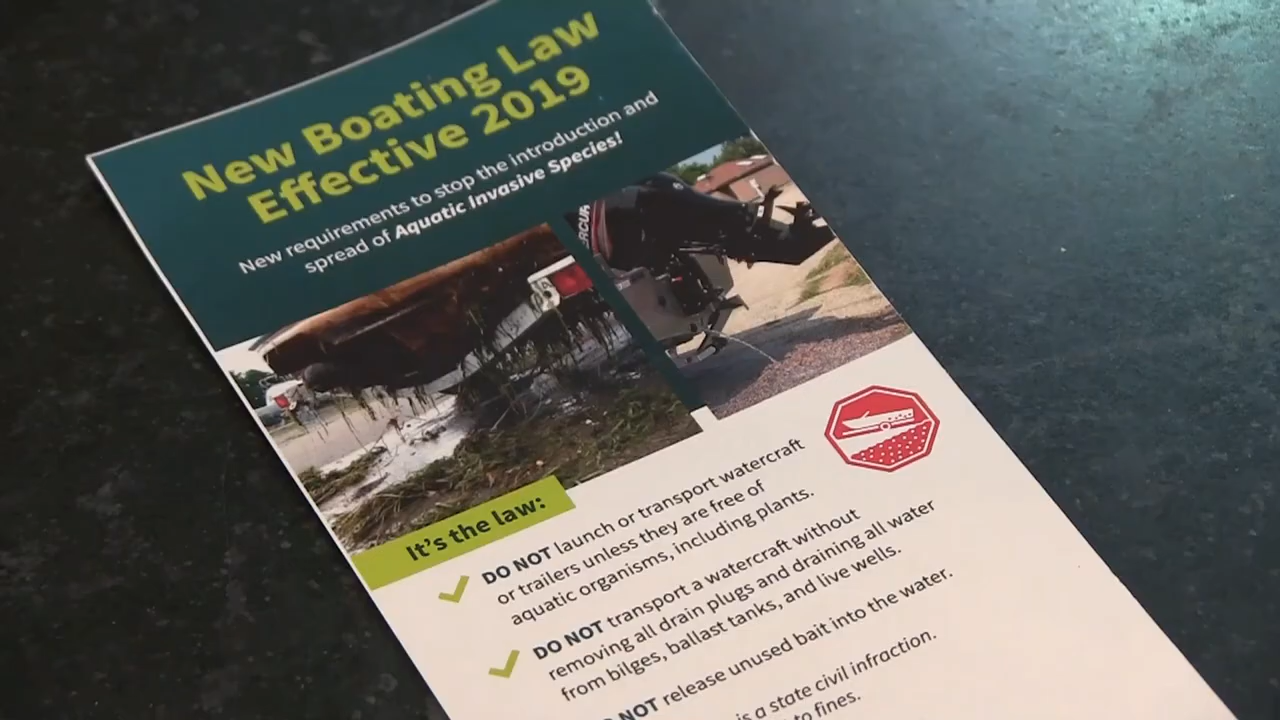 New Boating Law
Effective 2019
New requirements to stop the introduction and
spread of Aquatic Invasive Species!
ERCUR
It's the law:
DO NOT launch or transport watercraft
or trailers unless they are free of
aquatic organisms, including plants.
DO NOT transport a watercraft without
removing all drain plugs and draining all water
from bilges, ballast tanks, and live wells.
NOT release unused bait into the water.
is a state civil infraction.
to fines.